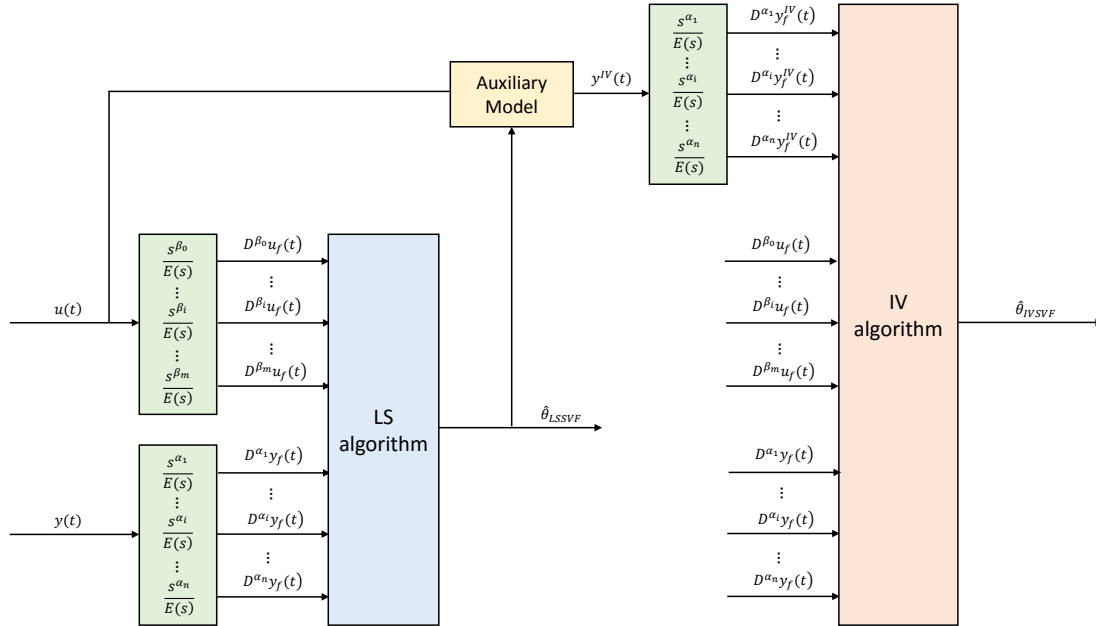 s^{α_1}/E(s)
⋮
s^{α_i}/E(s)
⋮
s^{α_n}/E(s)
D^{α_1} y_f^{IV}(t)
⋮
D^{α_i} y_f^{IV}(t)
⋮
D^{α_n} y_f^{IV}(t)
Auxiliary
Model
y^{IV}(t)
u(t)
s^{β_0}/E(s)
⋮
s^{β_i}/E(s)
⋮
s^{β_m}/E(s)
D^{β_0} u_f(t)
⋮
D^{β_i} u_f(t)
⋮
D^{β_m} u_f(t)
y(t)
s^{α_1}/E(s)
⋮
s^{α_i}/E(s)
⋮
s^{α_n}/E(s)
D^{α_1} y_f(t)
⋮
D^{α_i} y_f(t)
⋮
D^{α_n} y_f(t)
LS
algorithm
θ̂_{LSSVF}
D^{β_0} u_f(t)
⋮
D^{β_i} u_f(t)
⋮
D^{β_m} u_f(t)
D^{α_1} y_f(t)
⋮
D^{α_i} y_f(t)
⋮
D^{α_n} y_f(t)
IV
algorithm
θ̂_{IVSVF}